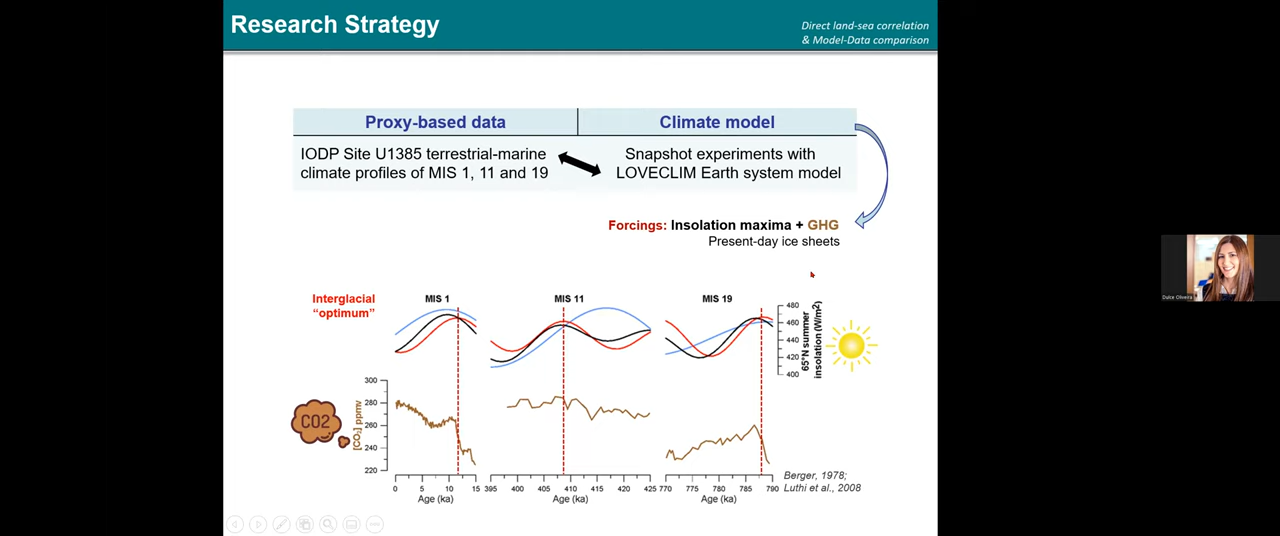 Research Strategy
Direct land-sea correlation
& Model-Data comparison
Proxy-based data
Climate model
IODP Site U1385 terrestrial-marine
climate profiles of MIS 1, 11 and 19
Snapshot experiments with
LOVECLIM Earth system model
Forcings: Insolation maxima + GHG
Present-day ice sheets
Interglacial
"optimum"
MIS 1
MIS 11
MIS 19
480
460
440
420
400
65°N summer
insolation (W/m2)
CO2
[CO2] ppmv
300
280
260
240
220
0 5 10 15
Age (ka)
395 400 405 410 415 420 425
Age (ka)
770 775 780 785 790
Age (ka)
Berger, 1978;
Luthi et al., 2008
Dulce Oliveira